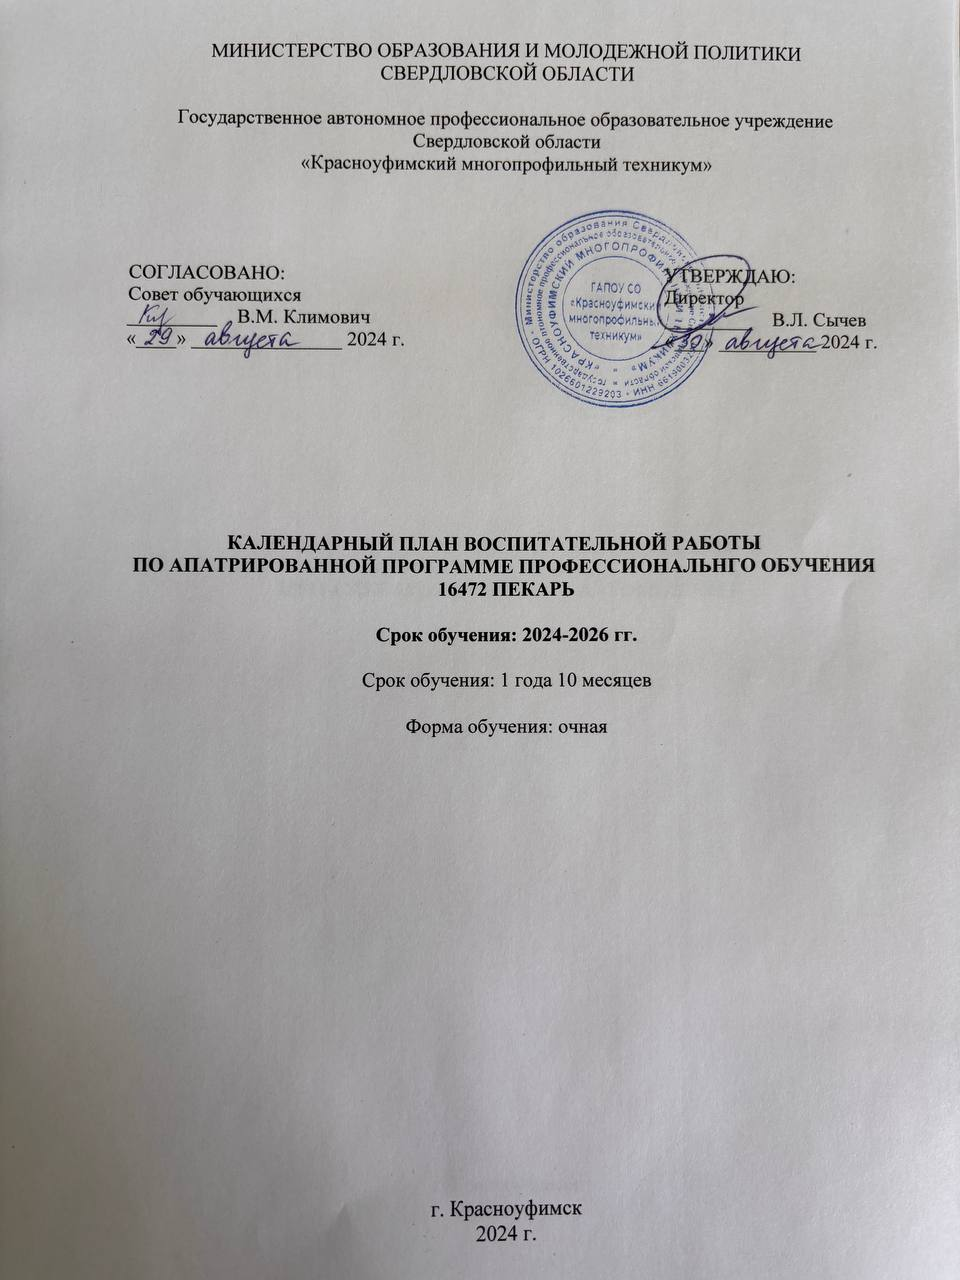 МИНИСТЕРСТВО ОБРАЗОВАНИЯ И МОЛОДЕЖНОЙ ПОЛИТИКИ
СВЕРДЛОВСКОЙ ОБЛАСТИ
Государственное автономное профессиональное образовательное учреждение
Свердловской области
«Красноуфимский многопрофильный техникум»
СОГЛАСОВАНО:
Совет обучающихся
В.М. Климович
«29» августа 2024 г.
ГАПОУ СО
«Красноуфимский
многопрофильный
техникум»
ОГРН 1026601229203
УТВЕРЖДАЮ:
Директор
В.Л. Сычев
августа 2024 г.
КАЛЕНДАРНЫЙ ПЛАН ВОСПИТАТЕЛЬНОЙ РАБОТЫ
ПО АПАТРИРОВАННОЙ ПРОГРАММЕ ПРОФЕССИОНАЛЬНГО ОБУЧЕНИЯ
16472 ПЕКАРЬ
Срок обучения: 2024-2026 гг.
Срок обучения: 1 года 10 месяцев
Форма обучения: очная
г. Красноуфимск
2024 г.